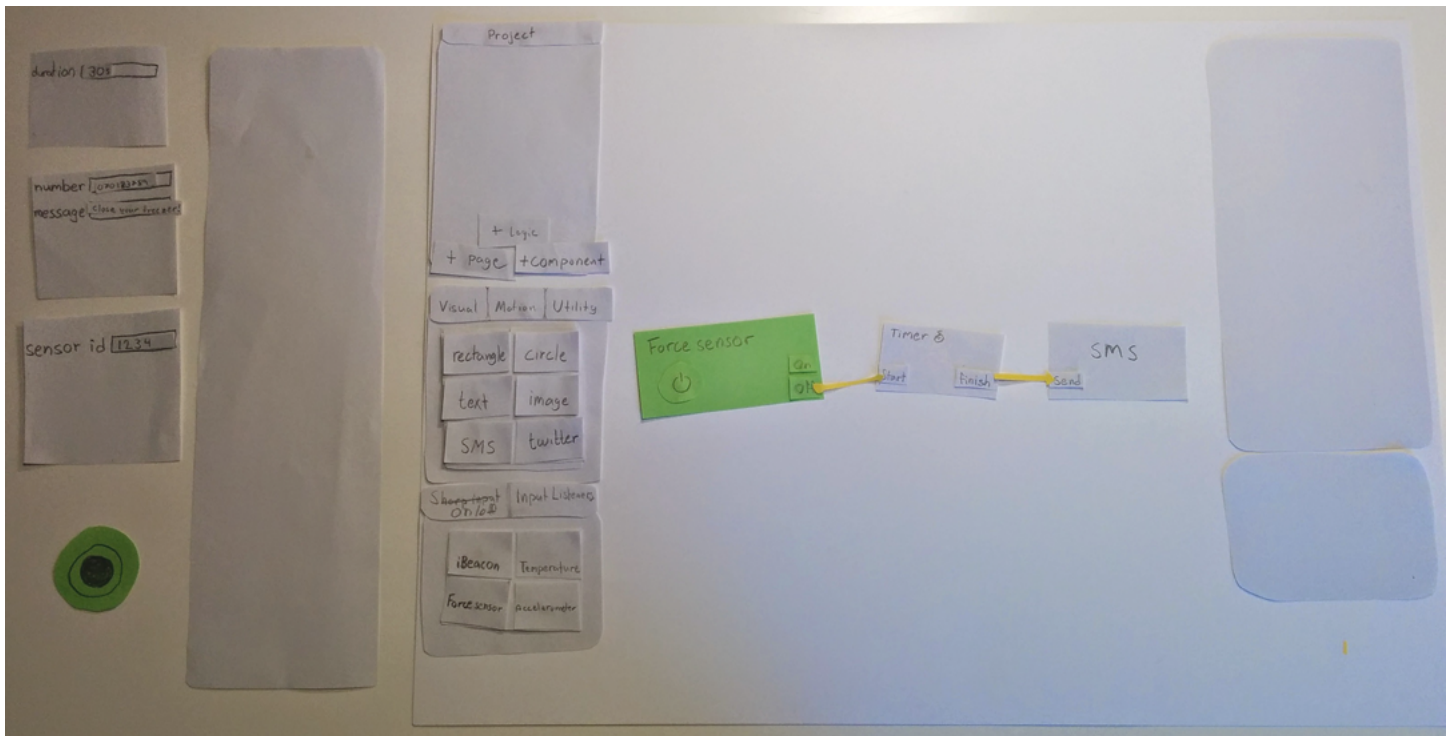 duration 30s
number
message close your
sensor id 1234
Project
+ Logic
+ page +component
Visual Motion Utility
rectangle circle
text image
SMS twitter
Input Listeners
on/off
iBeacon Temperature
Force sensor Accelerometer
Force sensor
On
Off
Timer
Start Finish
SMS
Send